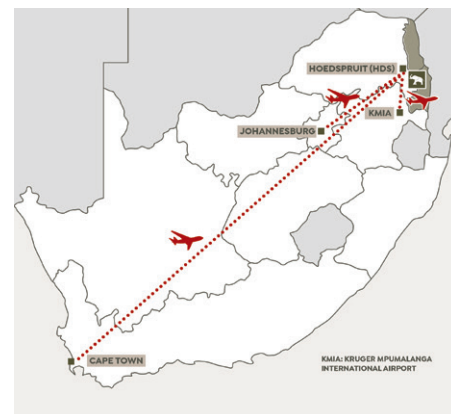 HOEDSPRUIT (HDS)
KMIA
JOHANNESBURG
CAPE TOWN
KMIA: KRUGER MPUMALANGA
INTERNATIONAL AIRPORT